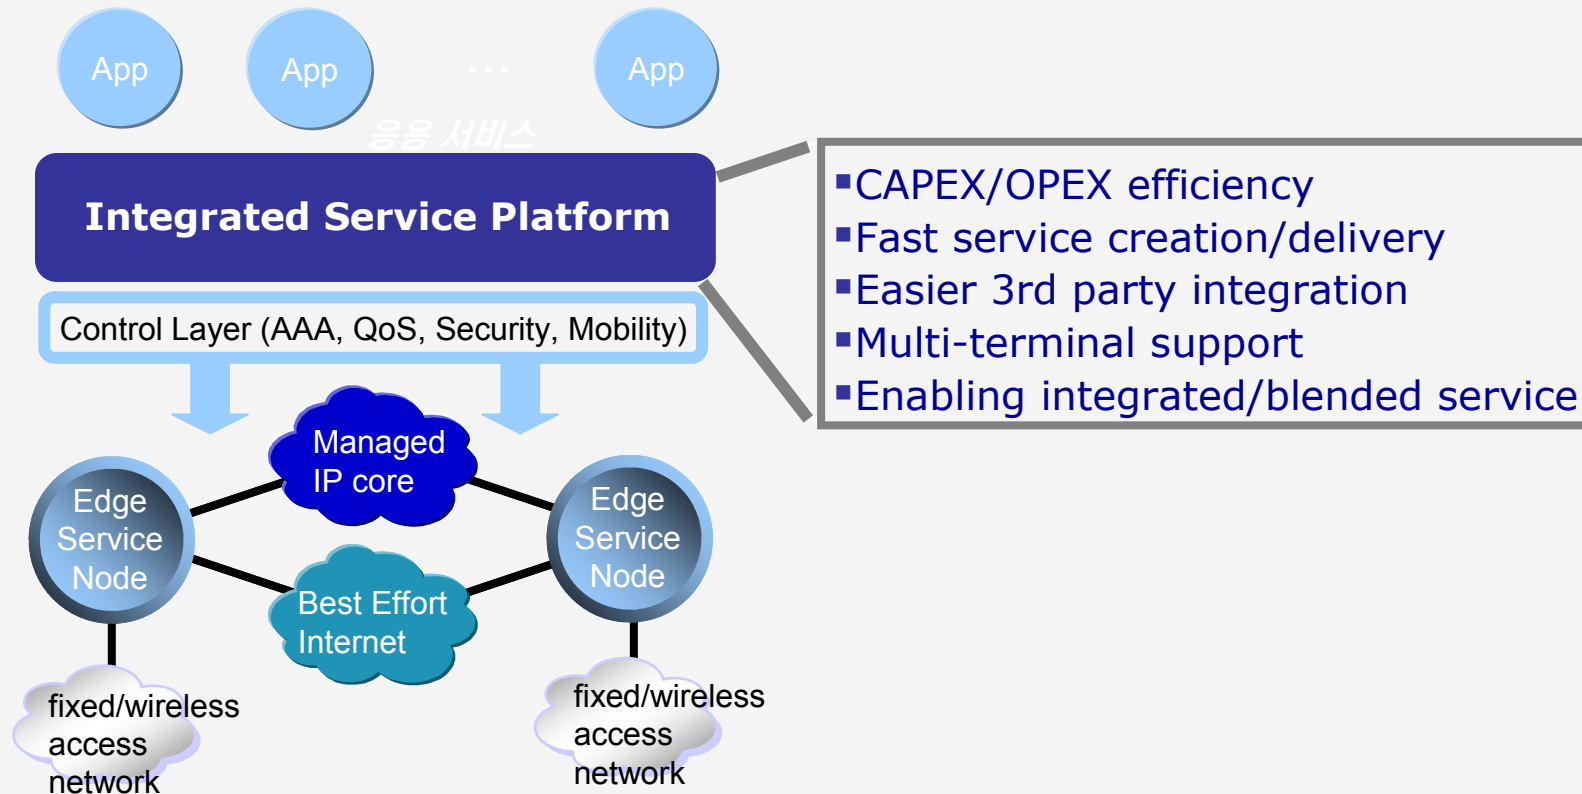 App
App
...
App
응용 서비스
Integrated Service Platform
Control Layer (AAA, QoS, Security, Mobility)
▪CAPEX/OPEX efficiency
▪Fast service creation/delivery
▪Easier 3rd party integration
▪Multi-terminal support
▪Enabling integrated/blended service
Managed
IP core
Edge
Service
Node
Edge
Service
Node
Best Effort
Internet
fixed/wireless
access
network
fixed/wireless
access
network